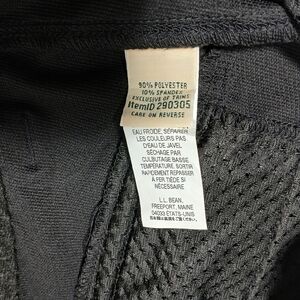 90% POLYESTER
10% SPANDEX
EXCLUSIVE OF TRIMS
ItemID 290305
CARE ON REVERSE
EAU FROIDE, SÉPARER
LES COULEURS PAS
D'EAU DE JAVEL
SÉCHAGE PAR
CULBUTAGE BASSE
TEMPÉRATURE, SORTIR
RAPIDEMENT REPASSER
À FER TIÈDE SI
NÉCESSAIRE
L.L. BEAN,
FREEPORT, MAINE
04033 ÉTATS-UNIS